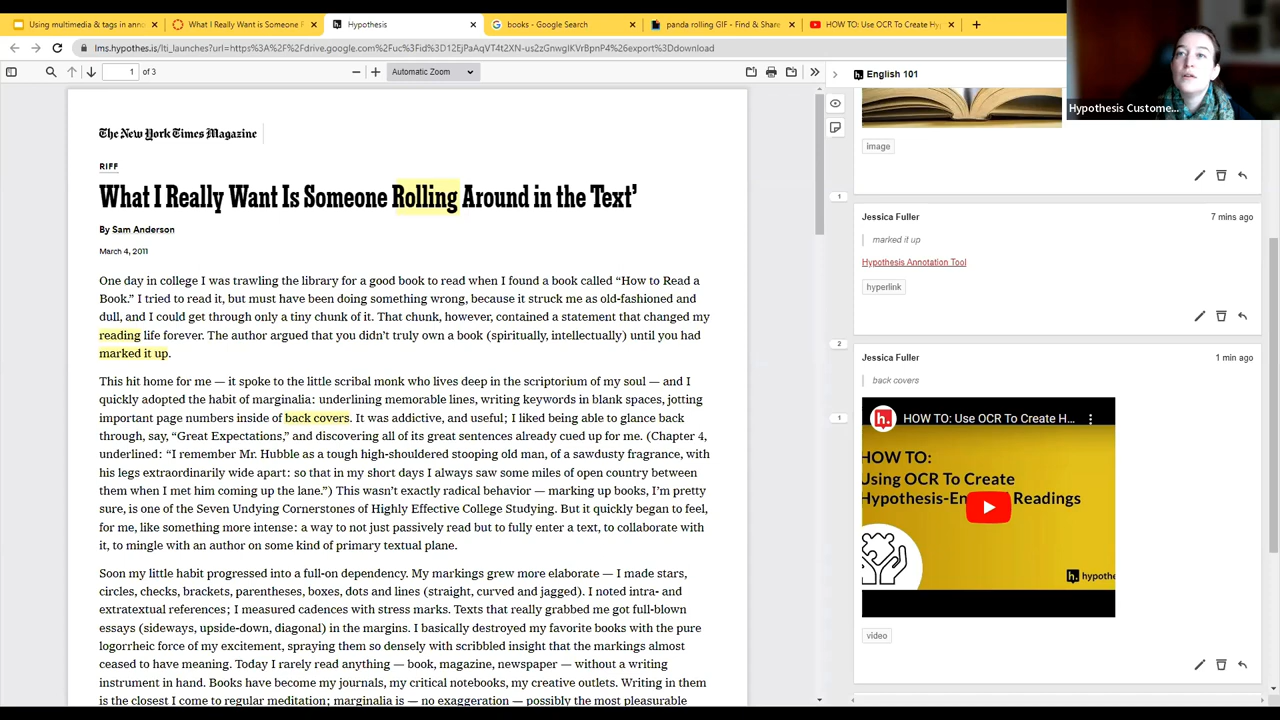 Using multimedia & tags in anno
What I Really Want is Someone R
Hypothesis
books - Google Search
panda rolling GIF - Find & Share
HOW TO: Use OCR To Create Hy
lms.hypothes.is/lti_launches?url=https%3A%2F%2Fdrive.google.com%2Fuc%3Fid%3D12EjPaAqVT4t2XN-us2zGnwgIKVrBpnP4%26export%3Ddownload
1 of 3
Automatic Zoom
The New York Times Magazine
RIFF
What I Really Want Is Someone Rolling Around in the Text’
By Sam Anderson
March 4, 2011
One day in college I was trawling the library for a good book to read when I found a book called “How to Read a
Book.” I tried to read it, but must have been doing something wrong, because it struck me as old-fashioned and
dull, and I could get through only a tiny chunk of it. That chunk, however, contained a statement that changed my
reading life forever. The author argued that you didn’t truly own a book (spiritually, intellectually) until you had
marked it up.
This hit home for me — it spoke to the little scribal monk who lives deep in the scriptorium of my soul — and I
quickly adopted the habit of marginalia: underlining memorable lines, writing keywords in blank spaces, jotting
important page numbers inside of back covers. It was addictive, and useful; I liked being able to glance back
through, say, “Great Expectations,” and discovering all of its great sentences already cued up for me. (Chapter 4,
underlined: “I remember Mr. Hubble as a tough high-shouldered stooping old man, of a sawdusty fragrance, with
his legs extraordinarily wide apart: so that in my short days I always saw some miles of open country between
them when I met him coming up the lane.”) This wasn’t exactly radical behavior — marking up books, I’m pretty
sure, is one of the Seven Undying Cornerstones of Highly Effective College Studying. But it quickly began to feel,
for me, like something more intense: a way to not just passively read but to fully enter a text, to collaborate with
it, to mingle with an author on some kind of primary textual plane.
Soon my little habit progressed into a full-on dependency. My markings grew more elaborate — I made stars,
circles, checks, brackets, parentheses, boxes, dots and lines (straight, curved and jagged). I noted intra- and
extratextual references; I measured cadences with stress marks. Texts that really grabbed me got full-blown
essays (sideways, upside-down, diagonal) in the margins. I basically destroyed my favorite books with the pure
logorrheic force of my excitement, spraying them so densely with scribbled insight that the markings almost
ceased to have meaning. Today I rarely read anything — book, magazine, newspaper — without a writing
instrument in hand. Books have become my journals, my critical notebooks, my creative outlets. Writing in them
is the closest I come to regular meditation; marginalia is — no exaggeration — possibly the most pleasurable
1
2
1
h. English 101
image
Jessica Fuller 7 mins ago
marked it up
Hypothesis Annotation Tool
hyperlink
Jessica Fuller 1 min ago
back covers
h. HOW TO: Use OCR To Create H...
HOW TO:
Using OCR To Create
Hypothesis-En Readings
h. hypothe
video
Hypothesis Custome...